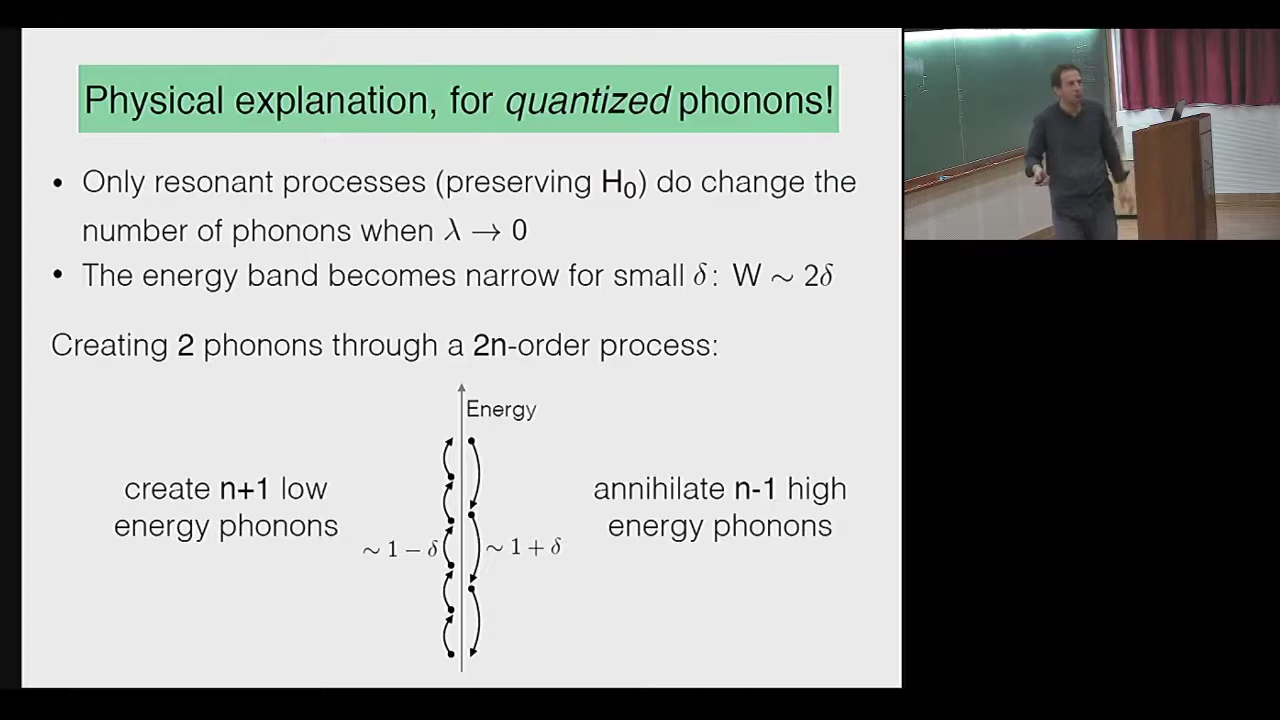 Physical explanation, for quantized phonons!
• Only resonant processes (preserving H₀) do change the
number of phonons when λ → 0
• The energy band becomes narrow for small δ: W ∼ 2δ
Creating 2 phonons through a 2n-order process:
Energy
create n+1 low
energy phonons
∼ 1 − δ
∼ 1 + δ
annihilate n-1 high
energy phonons